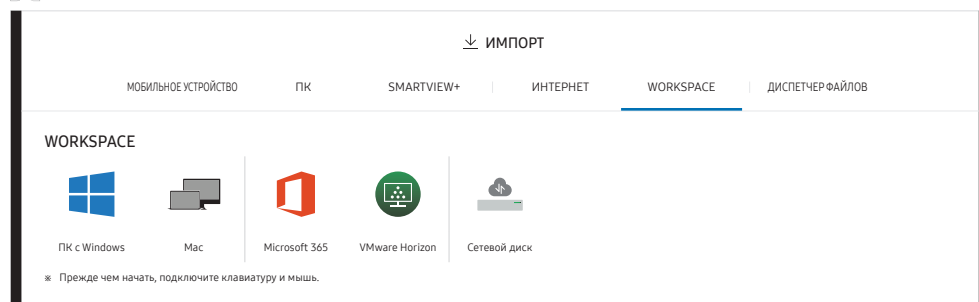 ИМПОРТ
МОБИЛЬНОЕ УСТРОЙСТВО ПК SMARTVIEW+ ИНТЕРНЕТ WORKSPACE ДИСПЕТЧЕР ФАЙЛОВ
WORKSPACE
ПК с Windows Mac Microsoft 365 VMware Horizon Сетевой диск
※ Прежде чем начать, подключите клавиатуру и мышь.